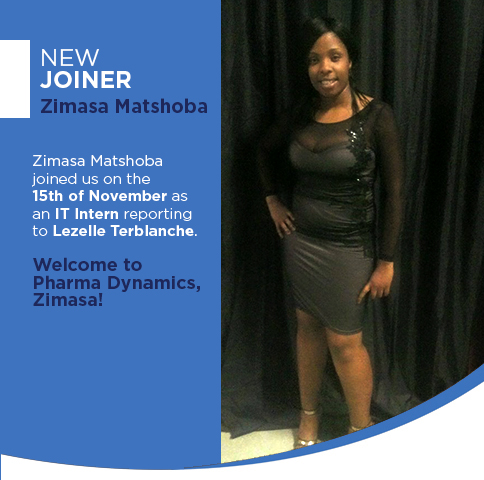 NEW
JOINER
Zimasa Matshoba
Zimasa Matshoba
joined us on the
15th of November as
an IT Intern reporting
to Lezelle Terblanche.
Welcome to
Pharma Dynamics,
Zimasa!